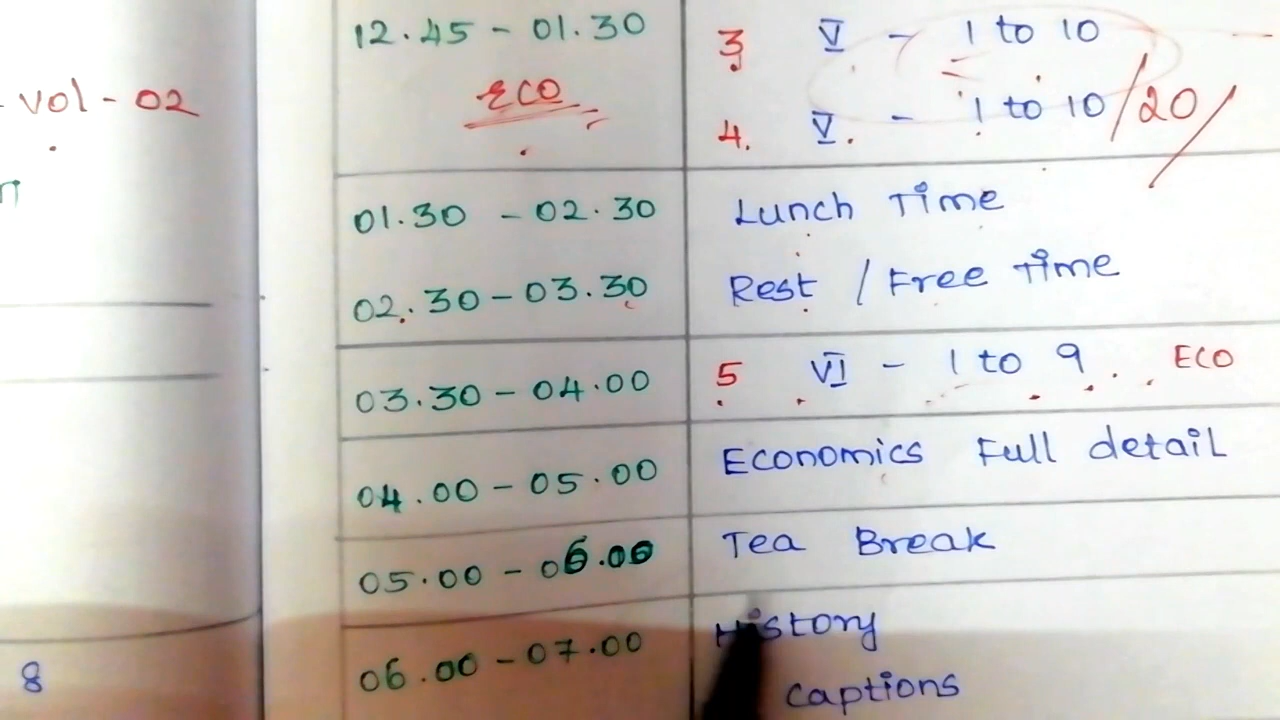 vol - 02
8
12.45 - 01.30
ECO
3 V - 1 to 10
4. V. - 1 to 10/20/
01.30 - 02.30 Lunch Time
02.30 - 03.30 Rest / Free Time
03.30 - 04.00 5 VI - 1 to 9 . . ECO
04.00 - 05.00 Economics Full detail
05.00 - 06.00 Tea Break
06.00 - 07.00 History
Captions